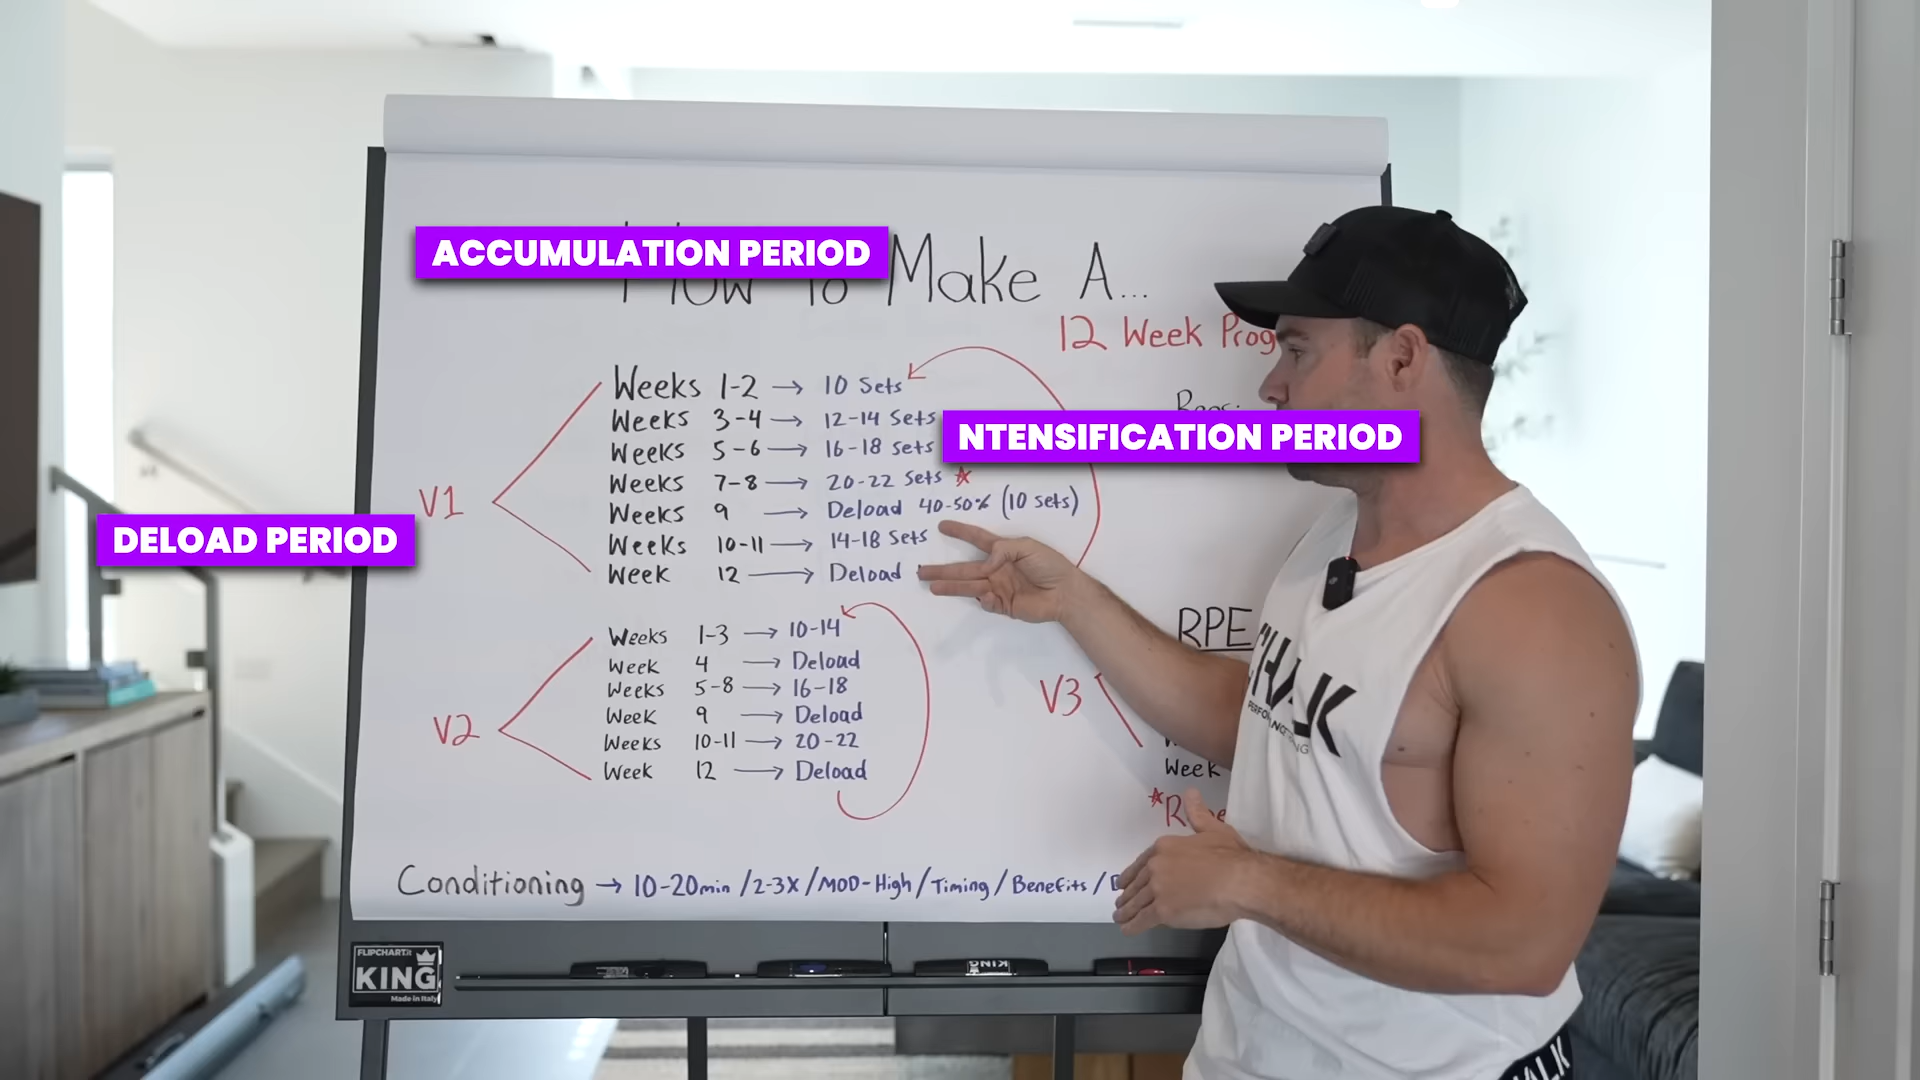 ACCUMULATION PERIOD
How To Make A...
12 Week Prog
NTENSIFICATION PERIOD
DELOAD PERIOD
V1
Weeks 1-2 → 10 Sets
Weeks 3-4 → 12-14 Sets
Weeks 5-6 → 16-18 Sets
Weeks 7-8 → 20-22 Sets ☆
Weeks 9 → Deload 40-50% (10 Sets)
Weeks 10-11 → 14-18 Sets
Week 12 → Deload
V2
Weeks 1-3 → 10-14
Week 4 → Deload
Weeks 5-8 → 16-18
Week 9 → Deload
Weeks 10-11 → 20-22
Week 12 → Deload
RPE
V3
Week
Conditioning → 10-20min / 2-3X / MOD-High / Timing / Benefits /
FLIPCHART.it
KING
Made in Italy
KING